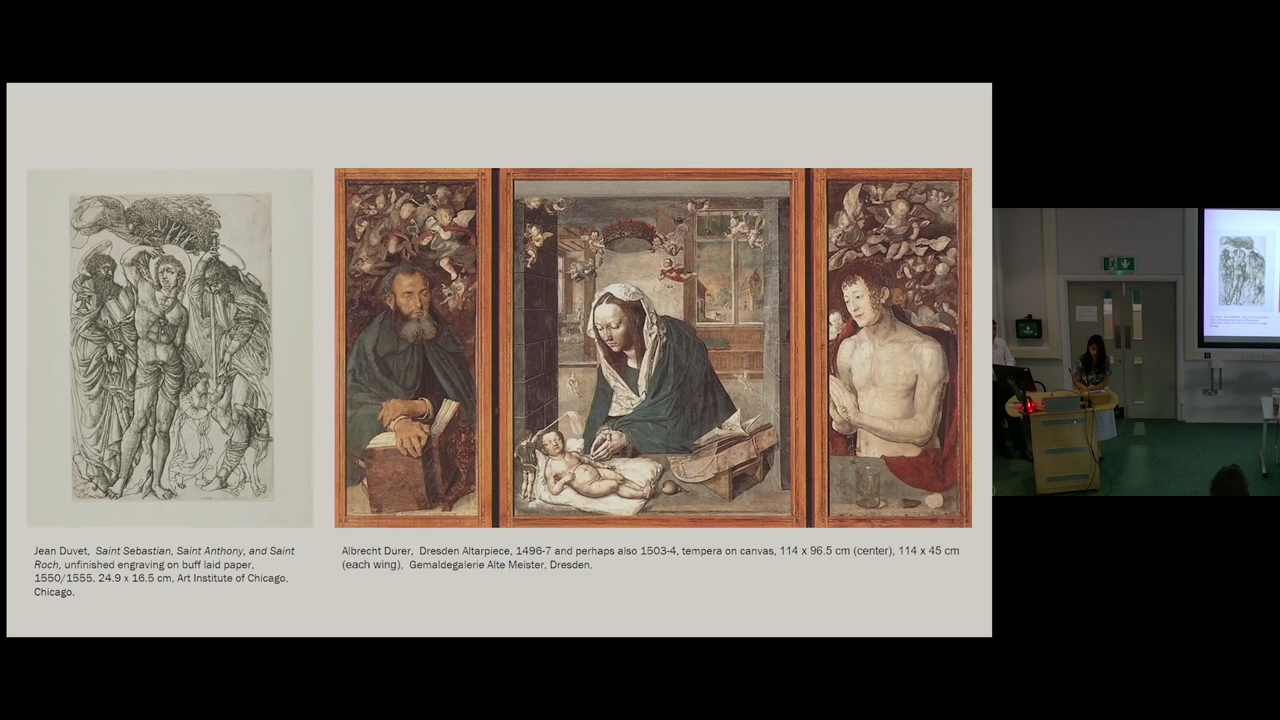 Jean Duvet, Saint Sebastian, Saint Anthony, and Saint
Roch, unfinished engraving on buff laid paper,
1550/1555, 24.9 x 16.5 cm, Art Institute of Chicago,
Chicago.
Albrecht Durer, Dresden Altarpiece, 1496-7 and perhaps also 1503-4, tempera on canvas, 114 x 96.5 cm (center), 114 x 45 cm
(each wing), Gemaldegalerie Alte Meister, Dresden.